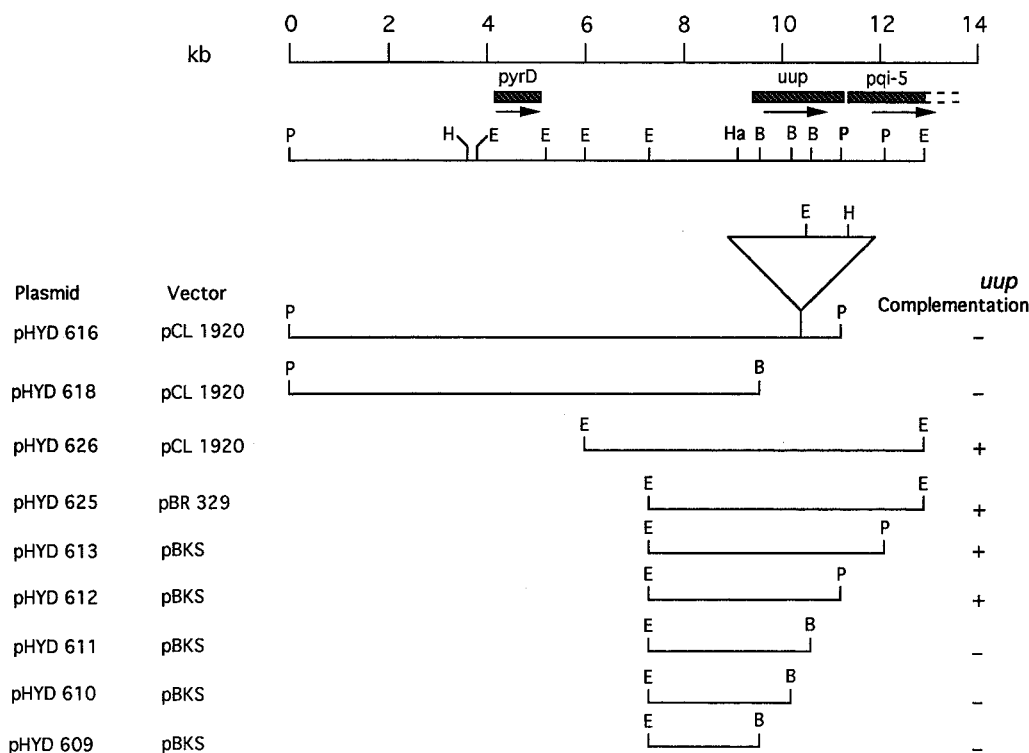 0 2 4 6 8 10 12 14
kb
pyrD uup pqi-5
P H E E E E Ha B B B P P E
E H
Plasmid Vector uup Complementation
P P
pHYD 616 pCL 1920 –
P B
pHYD 618 pCL 1920 –
E E
pHYD 626 pCL 1920 +
E E
pHYD 625 pBR 329 +
E P
pHYD 613 pBKS +
E P
pHYD 612 pBKS +
E B
pHYD 611 pBKS –
E B
pHYD 610 pBKS –
E B
pHYD 609 pBKS –